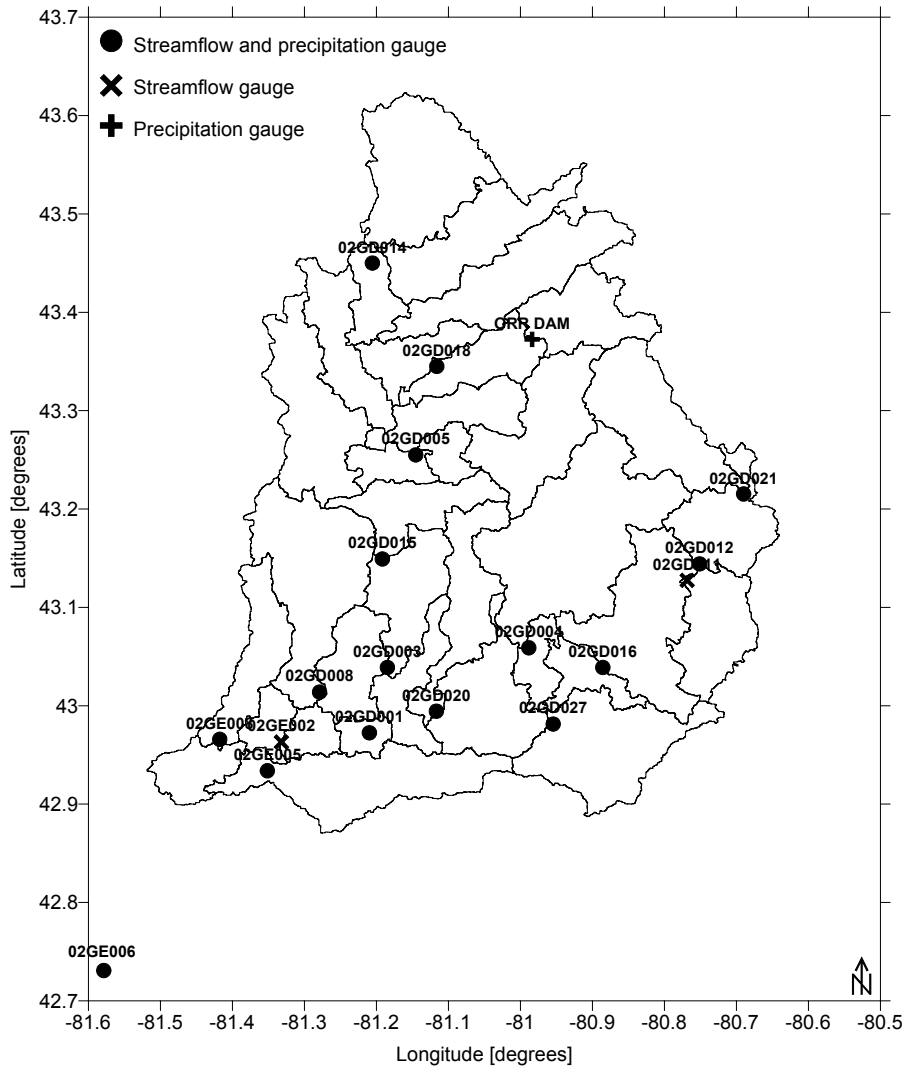 43.7
Streamflow and precipitation gauge
Streamflow gauge
Precipitation gauge
43.6
43.5
02GD014
43.4
ORR DAM
02GD018
43.3
02GD005
02GD021
43.2
02GD015
02GD012
43.1
02GD004
02GD003
02GD016
02GD008
02GD020
43
02GD001
02GD027
02GE002
02GE005
42.9
42.8
02GE006
N
42.7
-81.6 -81.5 -81.4 -81.3 -81.2 -81.1 -81 -80.9 -80.8 -80.7 -80.6 -80.5
Longitude [degrees]
Latitude [degrees]